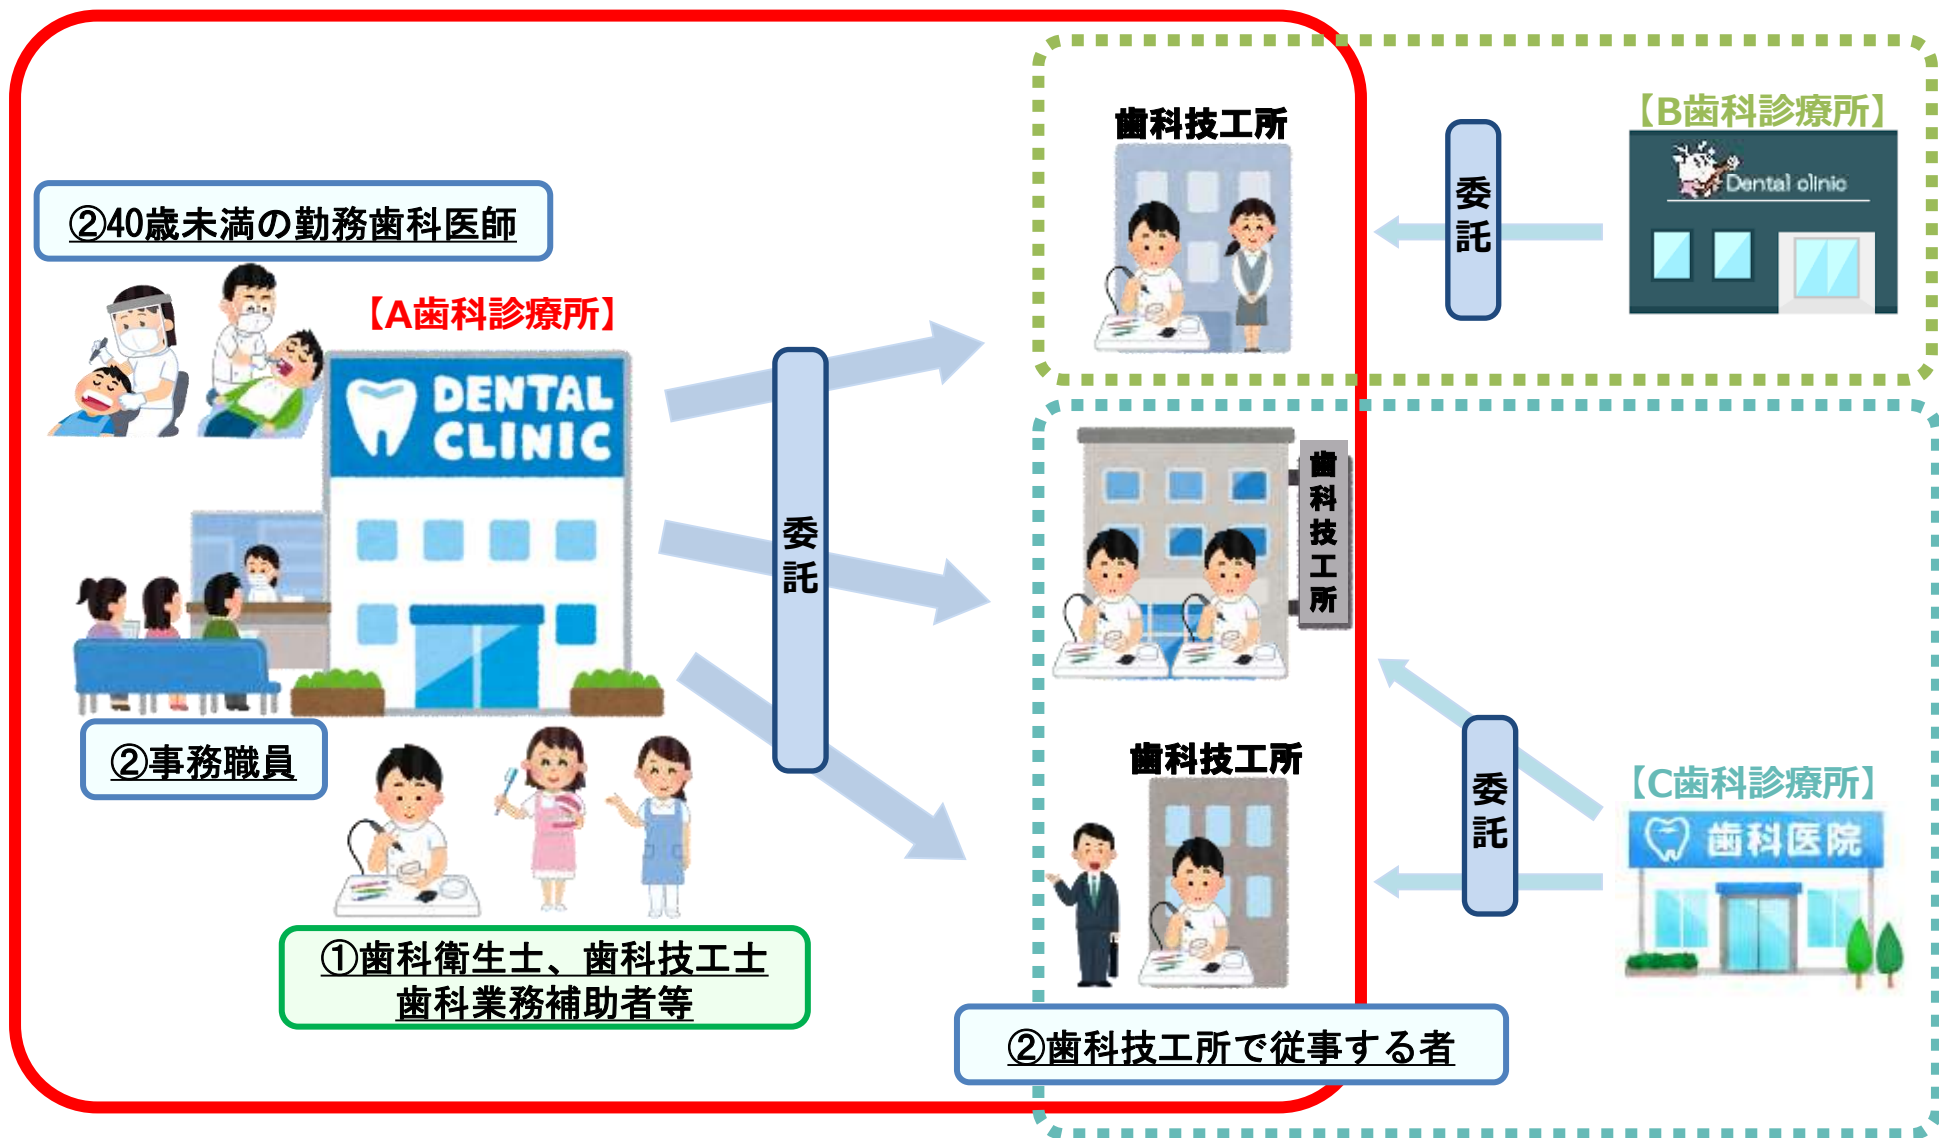 ②40歳未満の勤務歯科医師
【A歯科診療所】
DENTAL
CLINIC
②事務職員
①歯科衛生士、歯科技工士
歯科業務補助者等
委託
歯科技工所
歯科技工所
歯科技工所
②歯科技工所で従事する者
委託
【B歯科診療所】
Dental clinic
委託
【C歯科診療所】
歯科医院